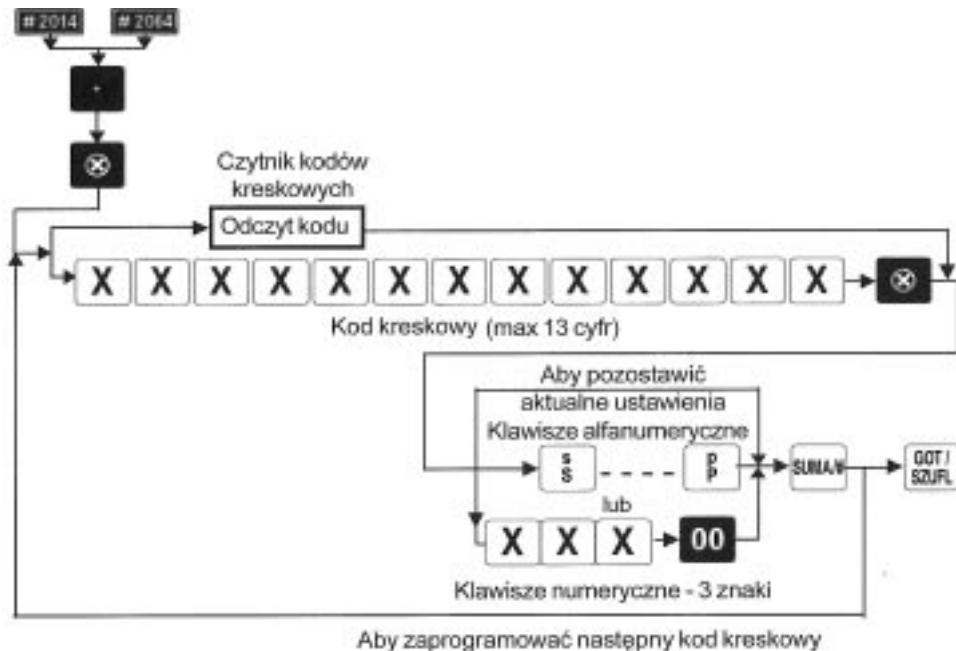 #2014 #2064
.
⊗
Czytnik kodów
kreskowych
Odczyt kodu
X X X X X X X X X X X X X ⊗
Kod kreskowy (max 13 cyfr)
Aby pozostawić
aktualne ustawienia
Klawisze alfanumeryczne
s p
S P
SUMA/# GOT /
SZUFL
lub
X X X 00
Klawisze numeryczne - 3 znaki
Aby zaprogramować następny kod kreskowy